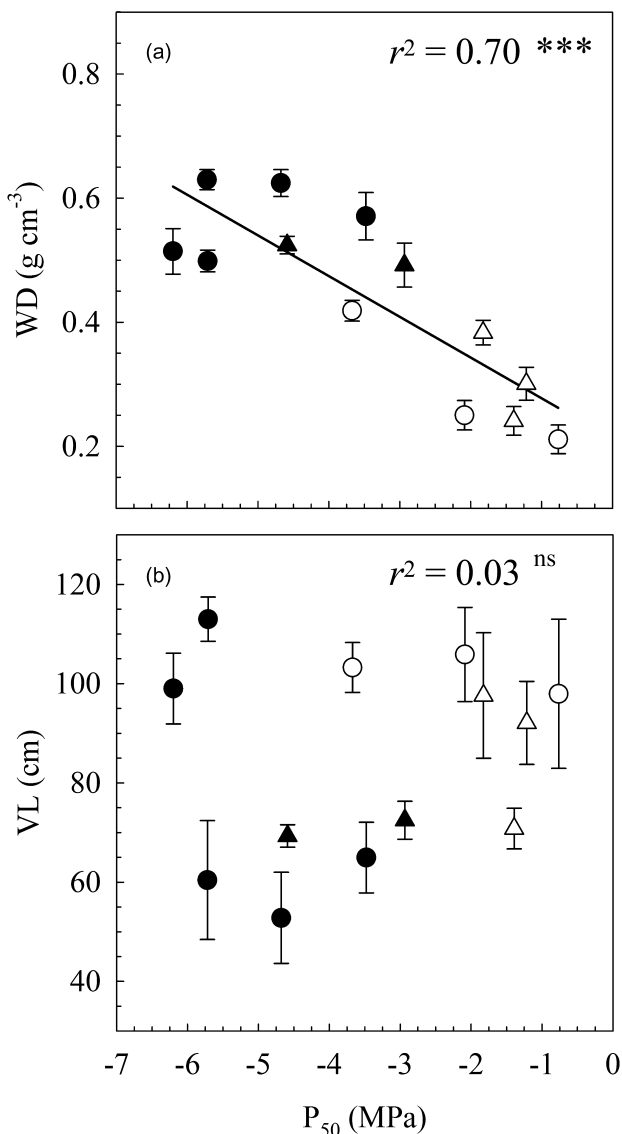 (a)
r² = 0.70 ***
0.8
0.6
0.4
0.2
WD (g cm⁻³)
(b)
r² = 0.03 ns
120
100
80
60
40
VL (cm)
-7 -6 -5 -4 -3 -2 -1 0
P₅₀ (MPa)